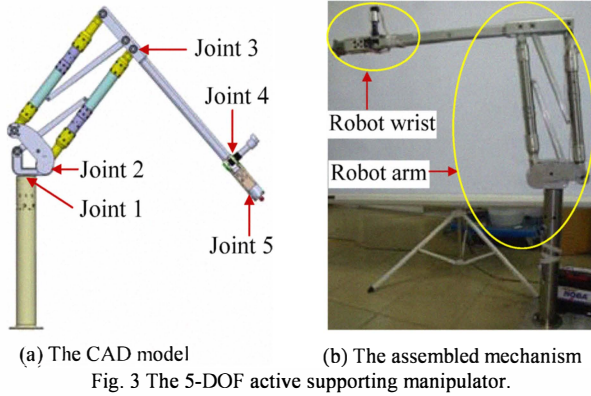 Joint 3
Joint 4
Joint 2
Joint 1
Joint 5
Robot wrist
Robot arm
(a) The CAD model
(b) The assembled mechanism
Fig. 3 The 5-DOF active supporting manipulator.